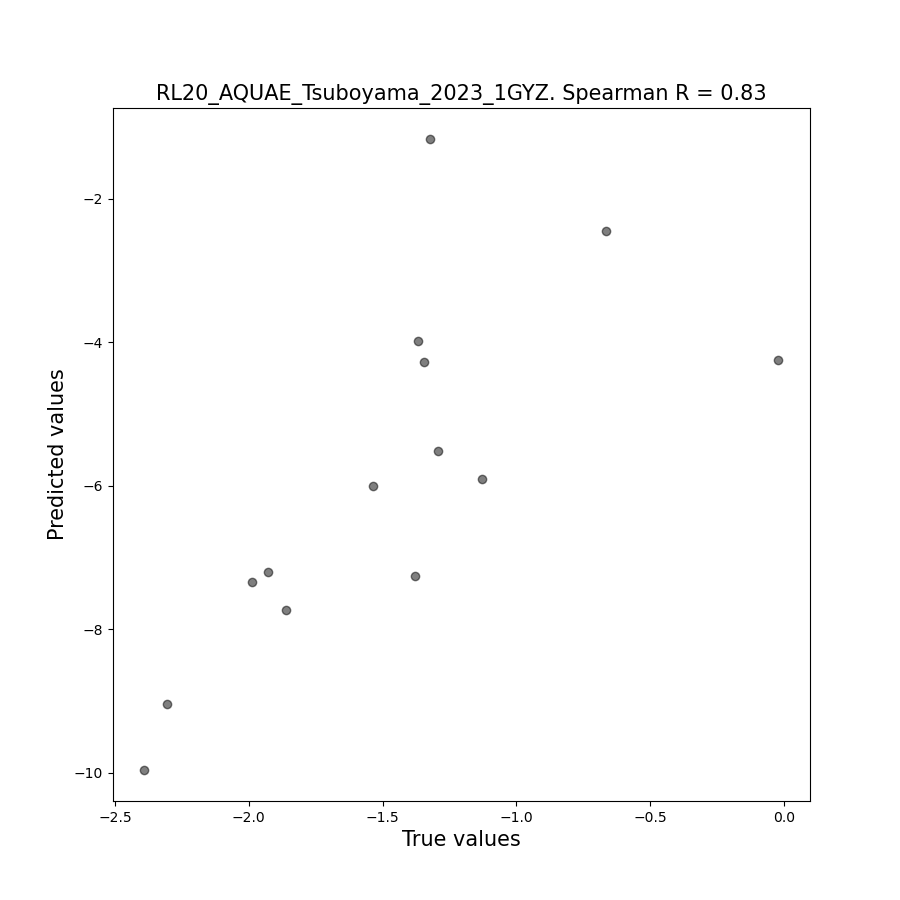 RL20_AQUAE_Tsuboyama_2023_1GYZ. Spearman R = 0.83
−2
−4
−6
−8
−10
Predicted values
−2.5 −2.0 −1.5 −1.0 −0.5 0.0
True values